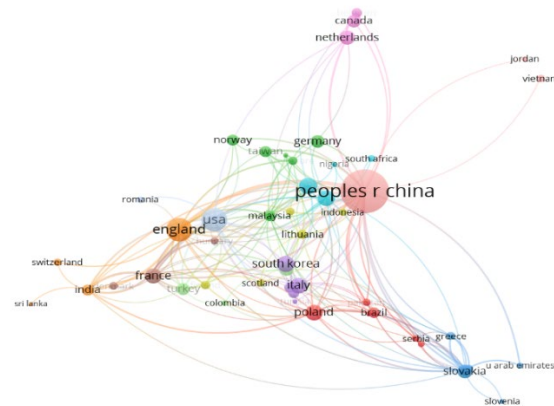 canada
netherlands
jordan
vietnam
norway
germany
taiwan
nigeria
south africa
peoples r china
romania
usa
malaysia
indonesia
england
lithuania
switzerland
france
south korea
india
turkey
scotland
italy
sri lanka
colombia
poland
brazil
serbia
greece
slovakia
u arab emirates
slovenia